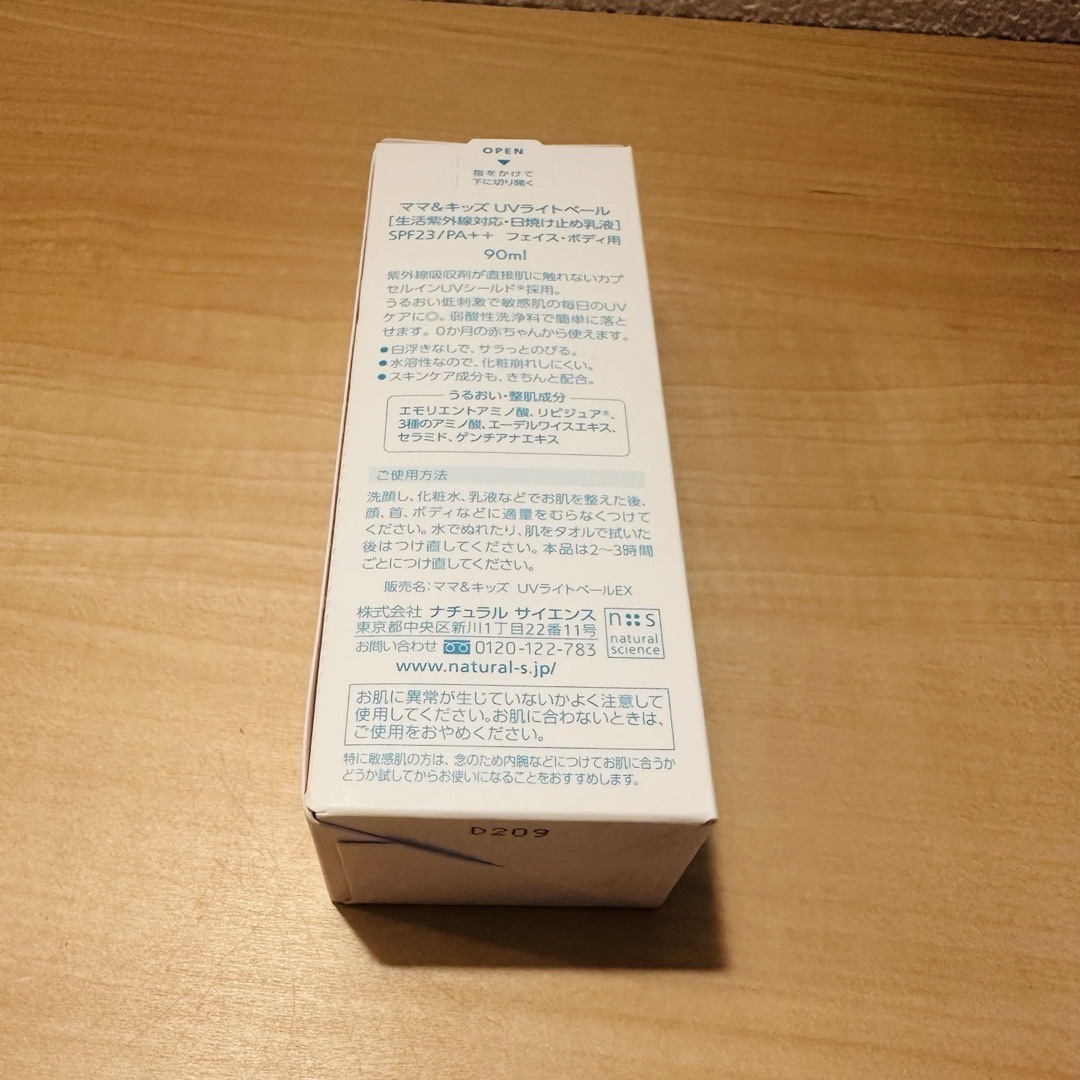 OPEN
指をかけて
下に切り開く
ママ&キッズ UVライトベール
[生活紫外線対応・日焼け止め乳液]
SPF23/PA++ フェイス・ボディ用
90ml
紫外線吸収剤が直接肌に触れないカプ
セルインUVシールド®採用。
うるおい低刺激で敏感肌の毎日のUV
ケアに◎。弱酸性洗浄料で簡単に落と
せます。0か月の赤ちゃんから使えます。
●白浮きなしで、サラっとのびる。
●水溶性なので、化粧崩れしにくい。
●スキンケア成分も、きちんと配合。
うるおい・整肌成分
エモリエントアミノ酸、リピジュア®、
3種のアミノ酸、エーデルワイスエキス、
セラミド、ゲンチアナエキス
ご使用方法
洗顔し、化粧水、乳液などでお肌を整えた後、
顔、首、ボディなどに適量をむらなくつけて
ください。水でぬれたり、肌をタオルで拭いた
後はつけ直してください。本品は2〜3時間
ごとにつけ直してください。
販売名:ママ&キッズ UVライトベールEX
株式会社 ナチュラル サイエンス
東京都中央区新川1丁目22番11号
お問い合わせ 0120-122-783
www.natural-s.jp/
n s
natural
science
お肌に異常が生じていないかよく注意して
使用してください。お肌に合わないときは、
ご使用をおやめください。
特に敏感肌の方は、念のため内腕などにつけてお肌に合うか
どうか試してからお使いになることをおすすめします。
D209